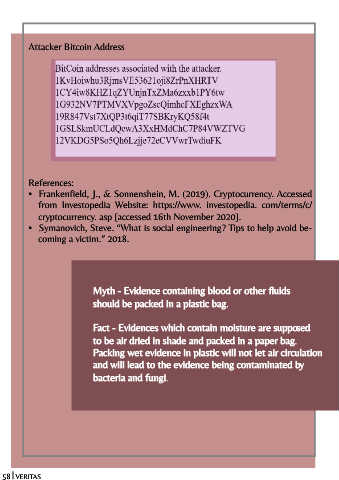 Attacker Bitcoin Address
BitCoin addresses associated with the attacker.
1KvHoiwhu3RjmsVE53621oji8ZrPnXHRTV
1CY4iw8KHZ1qZYUnjnTxZMa6zxxb1PY6tw
1G932NV7PTMVXVpgoZscQimhcFXEghzxWA
19R847Vst7XtQP3t6qiT77SBKryKQ58f4t
1GSLSkmUCLdQcwA3XxHMdChC7P84VWZTVG
12VKDG5PSo5Qh6Lzjje72eCVVwrTwdiuFK
References:
• Frankenfield, J., & Sonnenshein, M. (2019). Cryptocurrency. Accessed
from Investopedia Website: https://www. investopedia. com/terms/c/
cryptocurrency. asp [accessed 16th November 2020].
• Symanovich, Steve. "What is social engineering? Tips to help avoid be-
coming a victim." 2018.
Myth - Evidence containing blood or other fluids
should be packed in a plastic bag.
Fact - Evidences which contain moisture are supposed
to be air dried in shade and packed in a paper bag.
Packing wet evidence in plastic will not let air circulation
and will lead to the evidence being contaminated by
bacteria and fungi.
58|VERITAS